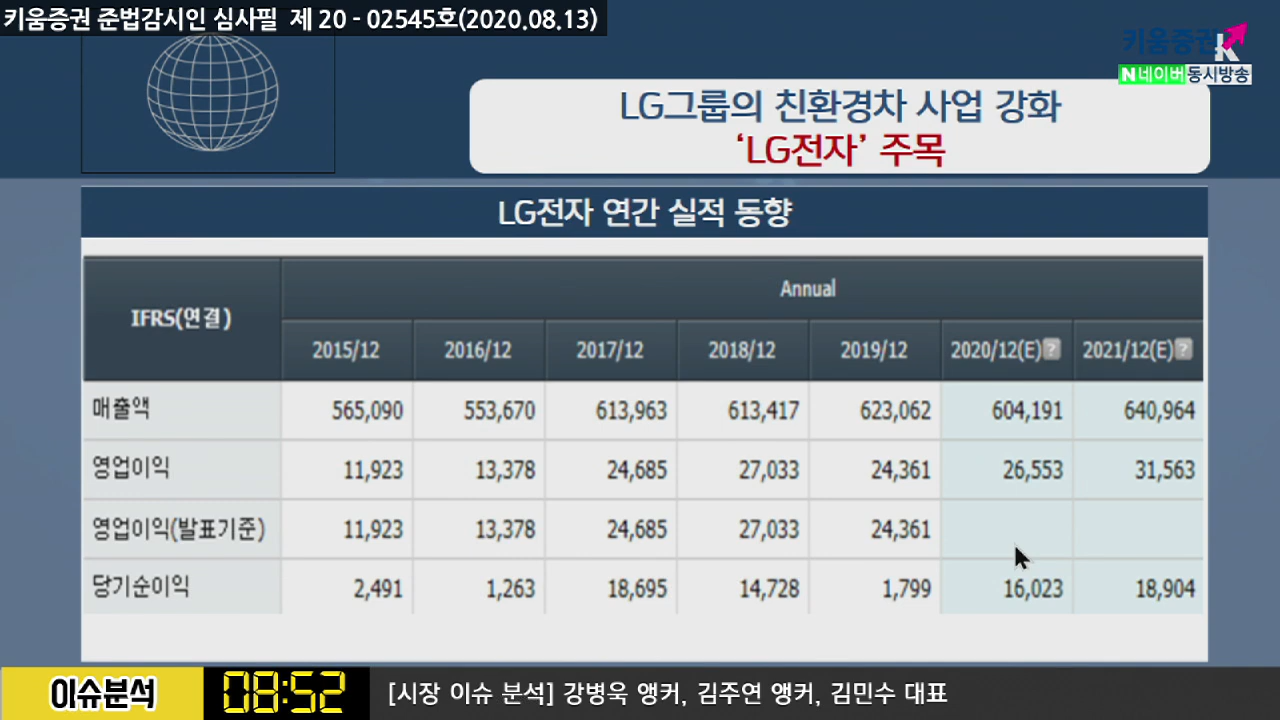 키움증권 준법감시인 심사필 제 20 - 02545호(2020.08.13)
키움증권
N네이버 동시방송
LG그룹의 친환경차 사업 강화
‘LG전자’ 주목
LG전자 연간 실적 동향
IFRS(연결) Annual
2015/12 2016/12 2017/12 2018/12 2019/12 2020/12(E)? 2021/12(E)?
매출액 565,090 553,670 613,963 613,417 623,062 604,191 640,964
영업이익 11,923 13,378 24,685 27,033 24,361 26,553 31,563
영업이익(발표기준) 11,923 13,378 24,685 27,033 24,361
당기순이익 2,491 1,263 18,695 14,728 1,799 16,023 18,904
이슈분석 08:52 [시장 이슈 분석] 강병욱 앵커, 김주연 앵커, 김민수 대표